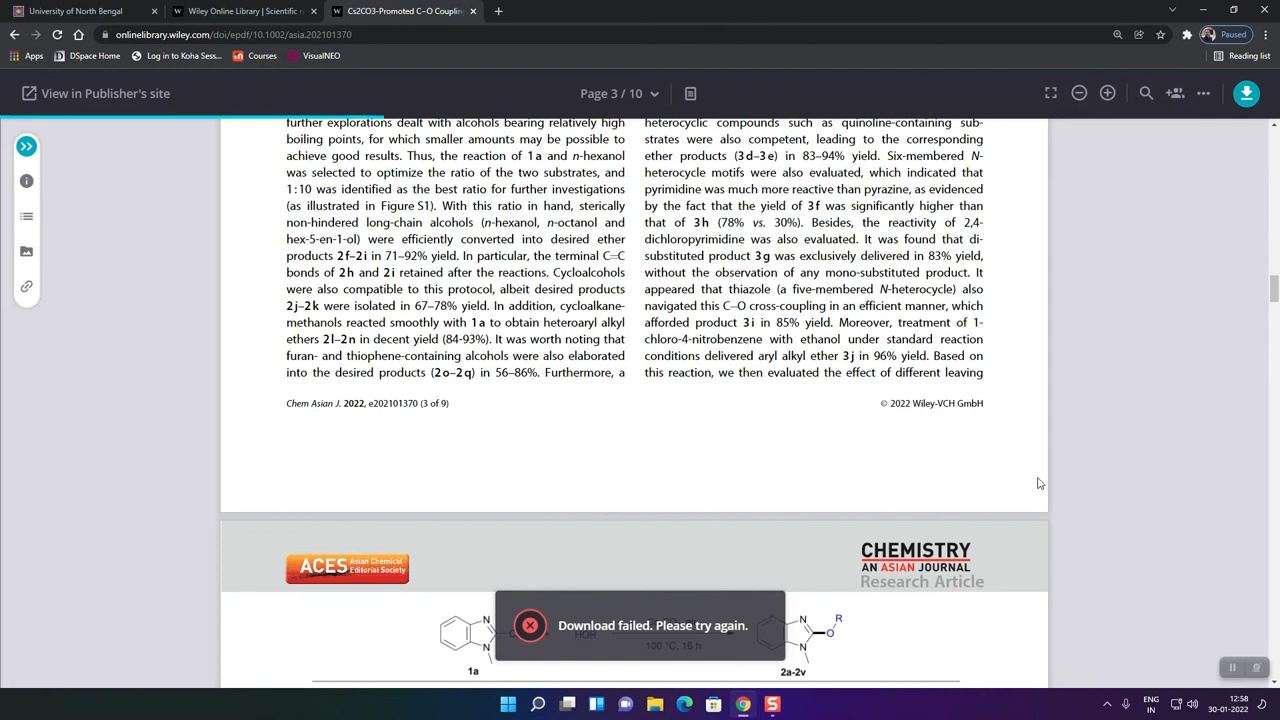 University of North Bengal
Wiley Online Library | Scientific r
Cs2CO3-Promoted C−O Coupling
onlinelibrary.wiley.com/doi/epdf/10.1002/asia.202101370
Paused
Apps
DSpace Home
Log in to Koha Sess...
Courses
VisualNEO
Reading list
View in Publisher's site
Page 3 / 10
further explorations dealt with alcohols bearing relatively high
boiling points, for which smaller amounts may be possible to
achieve good results. Thus, the reaction of 1a and n-hexanol
was selected to optimize the ratio of the two substrates, and
1:10 was identified as the best ratio for further investigations
(as illustrated in Figure S1). With this ratio in hand, sterically
non-hindered long-chain alcohols (n-hexanol, n-octanol and
hex-5-en-1-ol) were efficiently converted into desired ether
products 2f–2i in 71–92% yield. In particular, the terminal C=C
bonds of 2h and 2i retained after the reactions. Cycloalcohols
were also compatible to this protocol, albeit desired products
2j–2k were isolated in 67–78% yield. In addition, cycloalkane-
methanols reacted smoothly with 1a to obtain heteroaryl alkyl
ethers 2l–2n in decent yield (84-93%). It was worth noting that
furan- and thiophene-containing alcohols were also elaborated
into the desired products (2o–2q) in 56–86%. Furthermore, a
heterocyclic compounds such as quinoline-containing sub-
strates were also competent, leading to the corresponding
ether products (3d–3e) in 83–94% yield. Six-membered N-
heterocycle motifs were also evaluated, which indicated that
pyrimidine was much more reactive than pyrazine, as evidenced
by the fact that the yield of 3f was significantly higher than
that of 3h (78% vs. 30%). Besides, the reactivity of 2,4-
dichloropyrimidine was also evaluated. It was found that di-
substituted product 3g was exclusively delivered in 83% yield,
without the observation of any mono-substituted product. It
appeared that thiazole (a five-membered N-heterocycle) also
navigated this C–O cross-coupling in an efficient manner, which
afforded product 3i in 85% yield. Moreover, treatment of 1-
chloro-4-nitrobenzene with ethanol under standard reaction
conditions delivered aryl alkyl ether 3j in 96% yield. Based on
this reaction, we then evaluated the effect of different leaving
Chem Asian J. 2022, e202101370 (3 of 9)
© 2022 Wiley-VCH GmbH
ACES Asian Chemical
Editorial Society
CHEMISTRY
AN ASIAN JOURNAL
Research Article
Download failed. Please try again.
N
N
HOR
100 °C, 16 h
N
N
O
R
1a
2a-2v
ENG
IN
12:58
30-01-2022